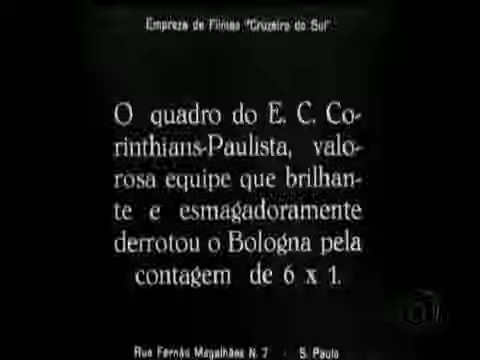 Empreza de Filmes "Cruzeiro do Sul"
O quadro do E. C. Co-
rinthians-Paulista, valo-
rosa equipe que brilhan-
te e esmagadoramente
derrotou o Bologna pela
contagem de 6 x 1.
Rua Fernão Magalhães N. 7 - S. Paulo